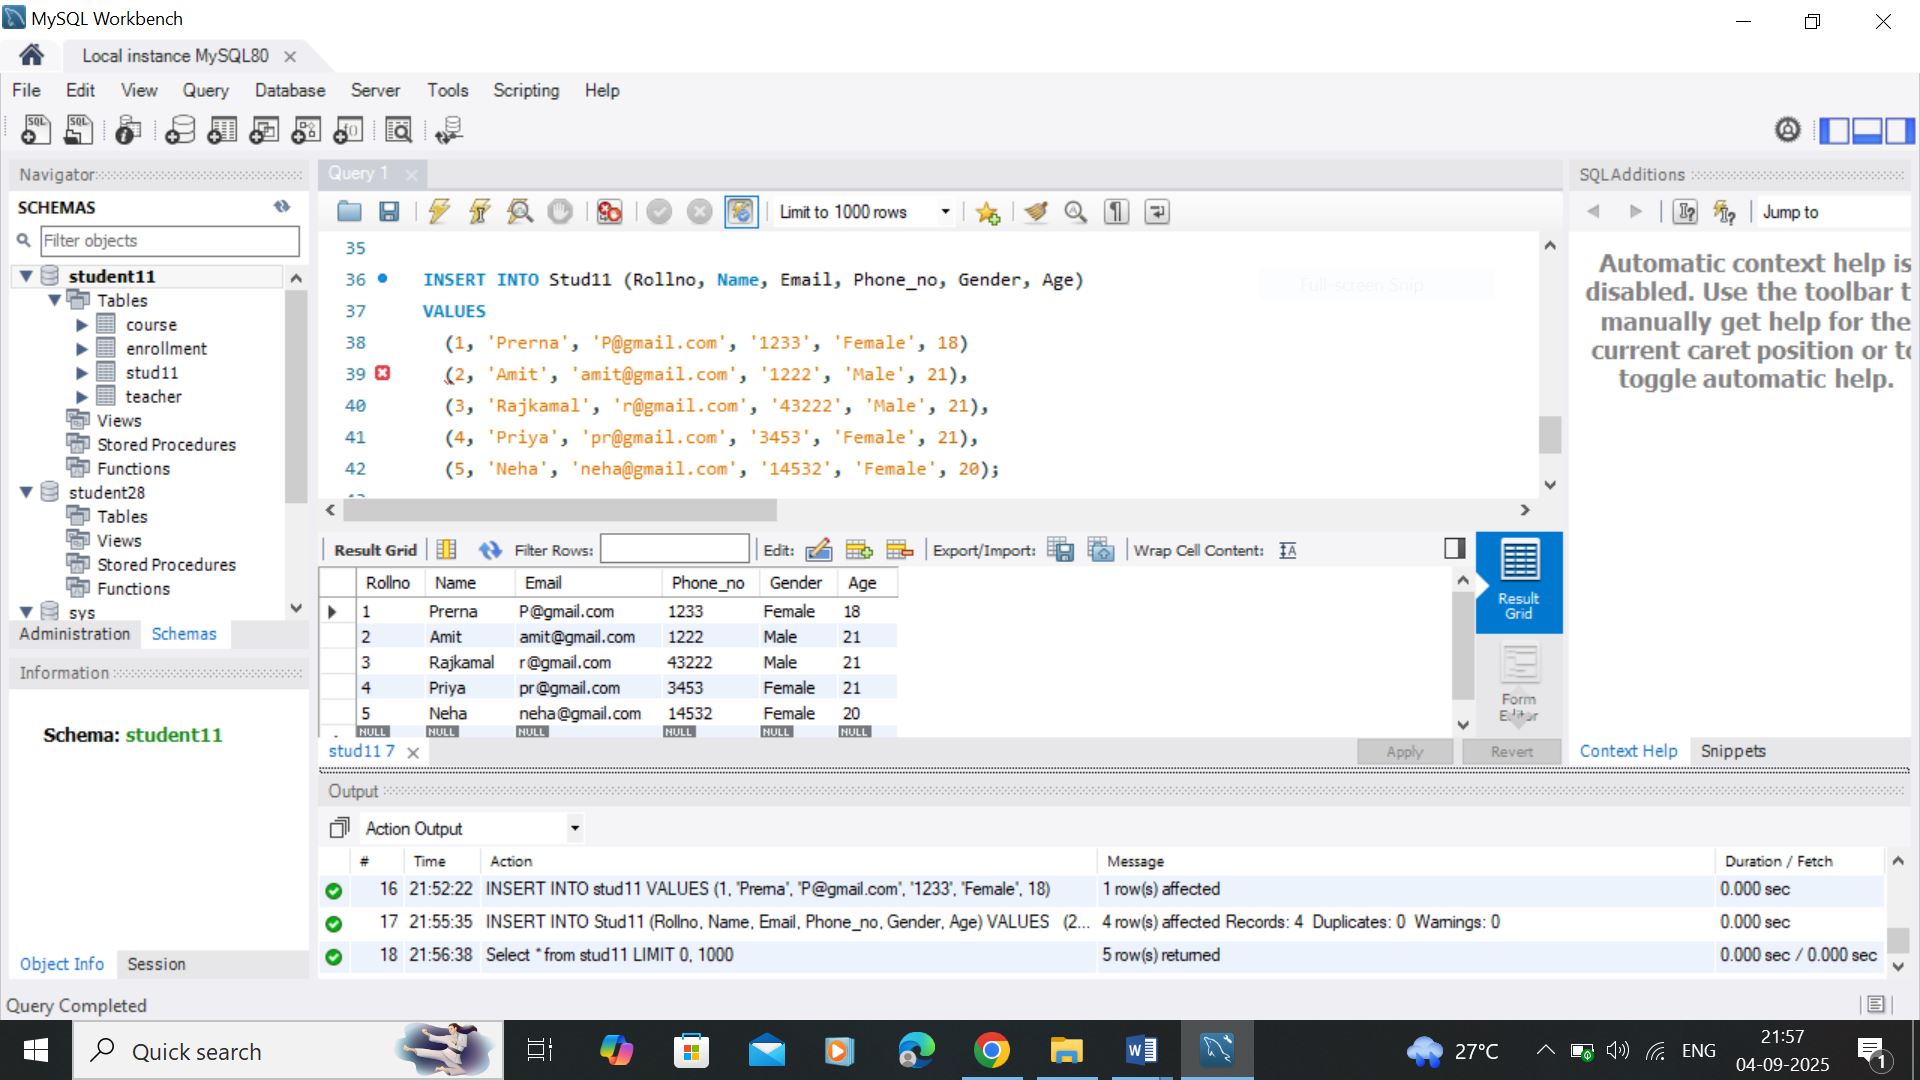 MySQL Workbench
Local instance MySQL80
File Edit View Query Database Server Tools Scripting Help
Navigator
SCHEMAS
Filter objects
student11
Tables
course
enrollment
stud11
teacher
Views
Stored Procedures
Functions
student28
Tables
Views
Stored Procedures
Functions
sys
Administration Schemas
Information
Schema: student11
Object Info Session
Query Completed
Query 1
Limit to 1000 rows
35
36 INSERT INTO Stud11 (Rollno, Name, Email, Phone_no, Gender, Age)
37 VALUES
38 (1, 'Prerna', 'P@gmail.com', '1233', 'Female', 18)
39 (2, 'Amit', 'amit@gmail.com', '1222', 'Male', 21),
40 (3, 'Rajkamal', 'r@gmail.com', '43222', 'Male', 21),
41 (4, 'Priya', 'pr@gmail.com', '3453', 'Female', 21),
42 (5, 'Neha', 'neha@gmail.com', '14532', 'Female', 20);
Full-screen Snip
Result Grid Filter Rows: Edit: Export/Import: Wrap Cell Content:
Rollno Name Email Phone_no Gender Age
1 Prerna P@gmail.com 1233 Female 18
2 Amit amit@gmail.com 1222 Male 21
3 Rajkamal r@gmail.com 43222 Male 21
4 Priya pr@gmail.com 3453 Female 21
5 Neha neha@gmail.com 14532 Female 20
NULL NULL NULL NULL NULL NULL
Result
Grid
Form
Editor
stud11 7
Apply Revert
SQLAdditions
Jump to
Automatic context help is
disabled. Use the toolbar t
manually get help for the
current caret position or to
toggle automatic help.
Context Help Snippets
Output
Action Output
# Time Action Message Duration / Fetch
16 21:52:22 INSERT INTO stud11 VALUES (1, 'Prerna', 'P@gmail.com', '1233', 'Female', 18) 1 row(s) affected 0.000 sec
17 21:55:35 INSERT INTO Stud11 (Rollno, Name, Email, Phone_no, Gender, Age) VALUES (2... 4 row(s) affected Records: 4 Duplicates: 0 Warnings: 0 0.000 sec
18 21:56:38 Select * from stud11 LIMIT 0, 1000 5 row(s) returned 0.000 sec / 0.000 sec
Quick search
27°C
ENG
21:57
04-09-2025
1